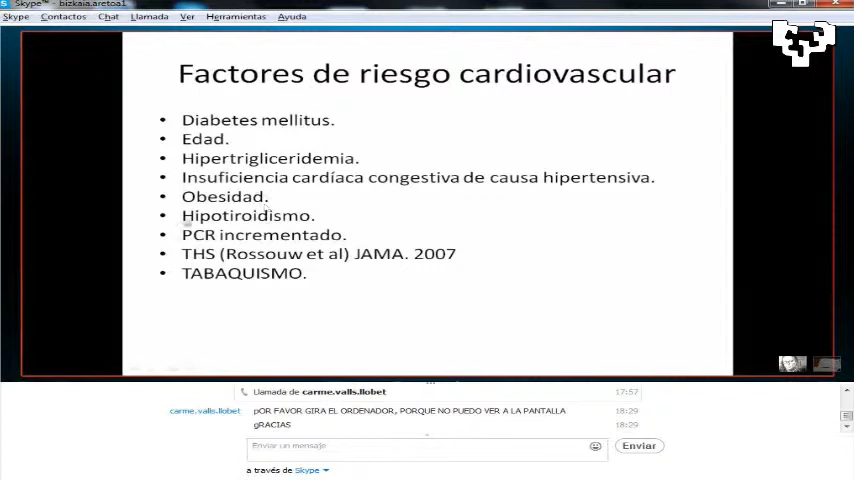 Skype™ - bizkaia.aretoa1
Skype Contactos Chat Llamada Ver Herramientas Ayuda
Factores de riesgo cardiovascular
• Diabetes mellitus.
• Edad.
• Hipertrigliceridemia.
• Insuficiencia cardíaca congestiva de causa hipertensiva.
• Obesidad.
• Hipotiroidismo.
• PCR incrementado.
• THS (Rossouw et al) JAMA. 2007
• TABAQUISMO.
Llamada de carme.valls.llobet 17:57
carme.valls.llobet pOR FAVOR GIRA EL ORDENADOR, PORQUE NO PUEDO VER A LA PANTALLA 18:29
gRACIAS 18:29
Enviar un mensaje Enviar
a través de Skype